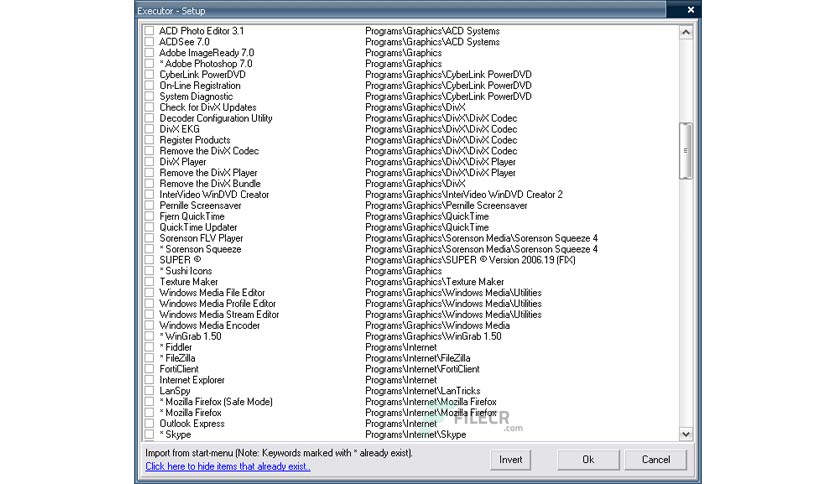 Executor - Setup
ACD Photo Editor 3.1 Programs\Graphics\ACD Systems
ACDSee 7.0 Programs\Graphics\ACD Systems
Adobe ImageReady 7.0 Programs\Graphics
* Adobe Photoshop 7.0 Programs\Graphics
CyberLink PowerDVD Programs\Graphics\CyberLink PowerDVD
On-Line Registration Programs\Graphics\CyberLink PowerDVD
System Diagnostic Programs\Graphics\CyberLink PowerDVD
Check for DivX Updates Programs\Graphics\DivX
Decoder Configuration Utility Programs\Graphics\DivX\DivX Codec
DivX EKG Programs\Graphics\DivX\DivX Codec
Register Products Programs\Graphics\DivX\DivX Codec
Remove the DivX Codec Programs\Graphics\DivX\DivX Codec
DivX Player Programs\Graphics\DivX\DivX Player
Remove the DivX Player Programs\Graphics\DivX\DivX Player
Remove the DivX Bundle Programs\Graphics\DivX
InterVideo WinDVD Creator Programs\Graphics\InterVideo WinDVD Creator 2
Pernille Screensaver Programs\Graphics\Pernille Screensaver
Fjern QuickTime Programs\Graphics\QuickTime
QuickTime Updater Programs\Graphics\QuickTime
Sorenson FLV Player Programs\Graphics\Sorenson Media\Sorenson Squeeze 4
* Sorenson Squeeze Programs\Graphics\Sorenson Media\Sorenson Squeeze 4
SUPER © Programs\Graphics\SUPER © Version 2006.19 (FIX)
* Sushi Icons Programs\Graphics
Texture Maker Programs\Graphics\Texture Maker
Windows Media File Editor Programs\Graphics\Windows Media\Utilities
Windows Media Profile Editor Programs\Graphics\Windows Media\Utilities
Windows Media Stream Editor Programs\Graphics\Windows Media\Utilities
Windows Media Encoder Programs\Graphics\Windows Media
* WinGrab 1.50 Programs\Graphics\WinGrab 1.50
* Fiddler Programs\Internet
* FileZilla Programs\Internet\FileZilla
FortiClient Programs\Internet\FortiClient
Internet Explorer Programs\Internet
LanSpy Programs\Internet\LanTricks
* Mozilla Firefox (Safe Mode) Programs\Internet\Mozilla Firefox
* Mozilla Firefox Programs\Internet\Mozilla Firefox
Outlook Express Programs\Internet
* Skype Programs\Internet\Skype
FILECR
.com
Import from start-menu (Note: Keywords marked with * already exist).
Click here to hide items that already exist..
Invert Ok Cancel